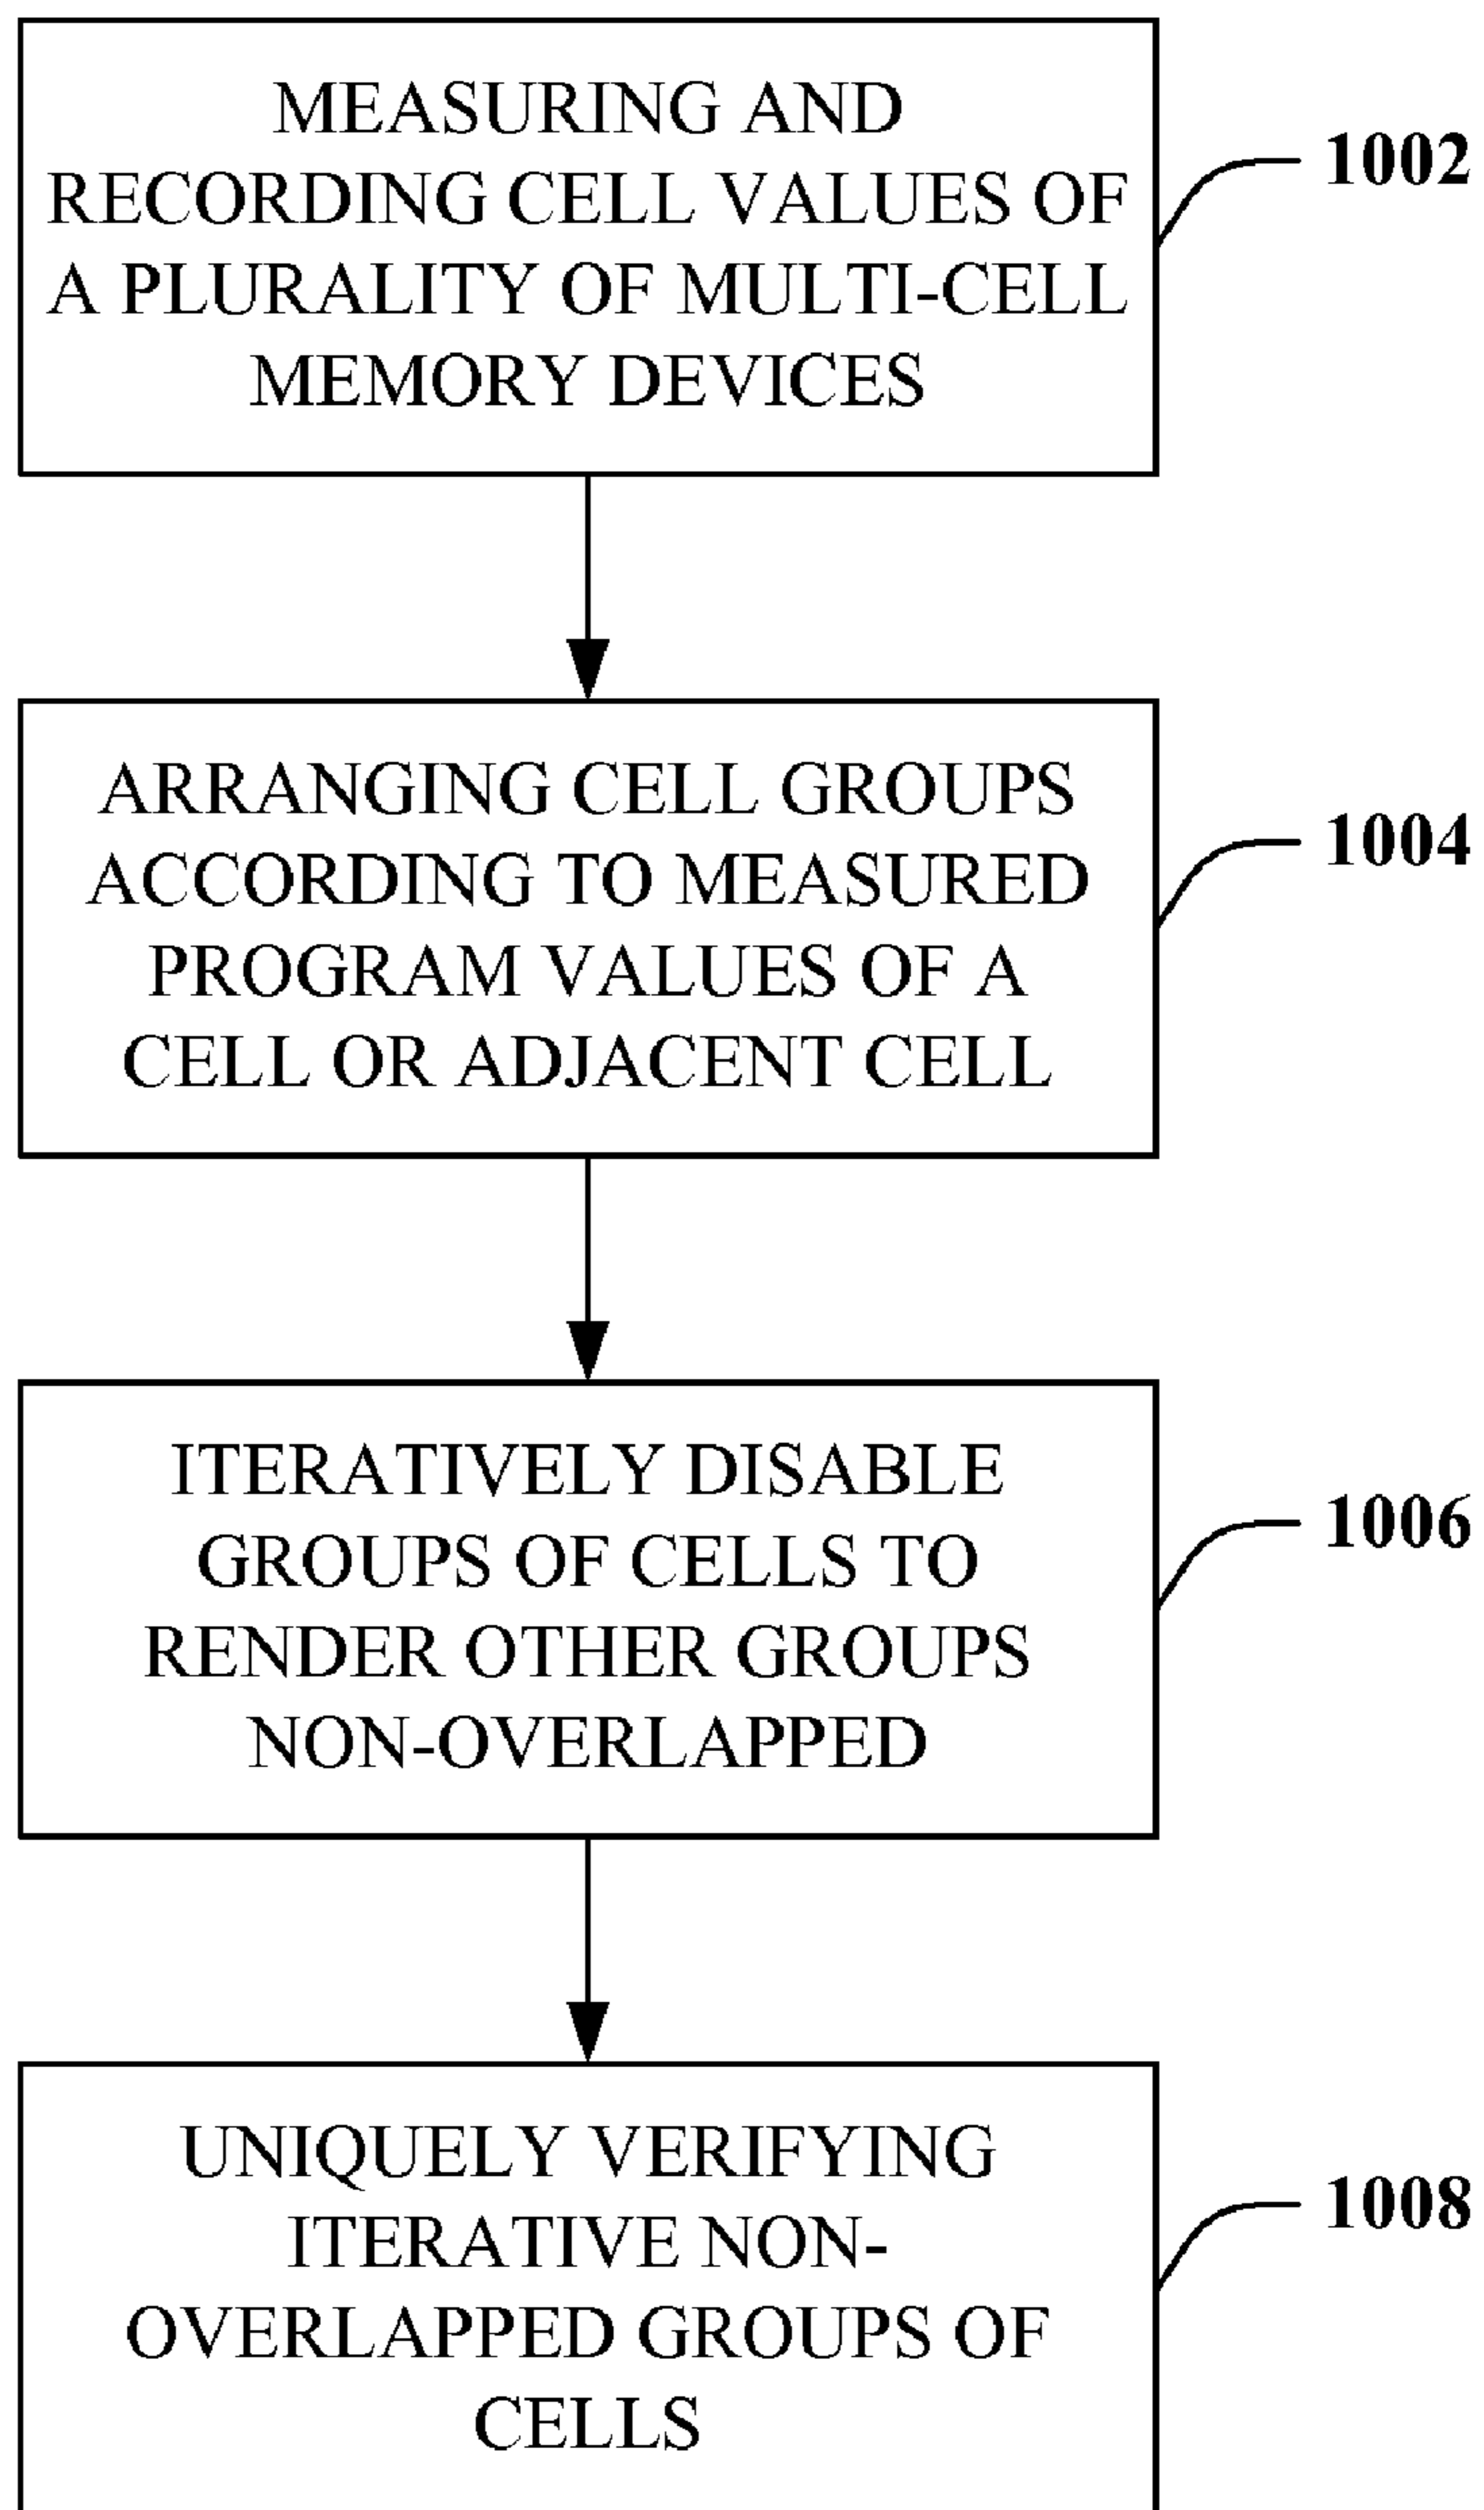 MEASURING AND
RECORDING CELL VALUES OF
A PLURALITY OF MULTI-CELL
MEMORY DEVICES
1002
ARRANGING CELL GROUPS
ACCORDING TO MEASURED
PROGRAM VALUES OF A
CELL OR ADJACENT CELL
1004
ITERATIVELY DISABLE
GROUPS OF CELLS TO
RENDER OTHER GROUPS
NON-OVERLAPPED
1006
UNIQUELY VERIFYING
ITERATIVE NON-
OVERLAPPED GROUPS OF
CELLS
1008